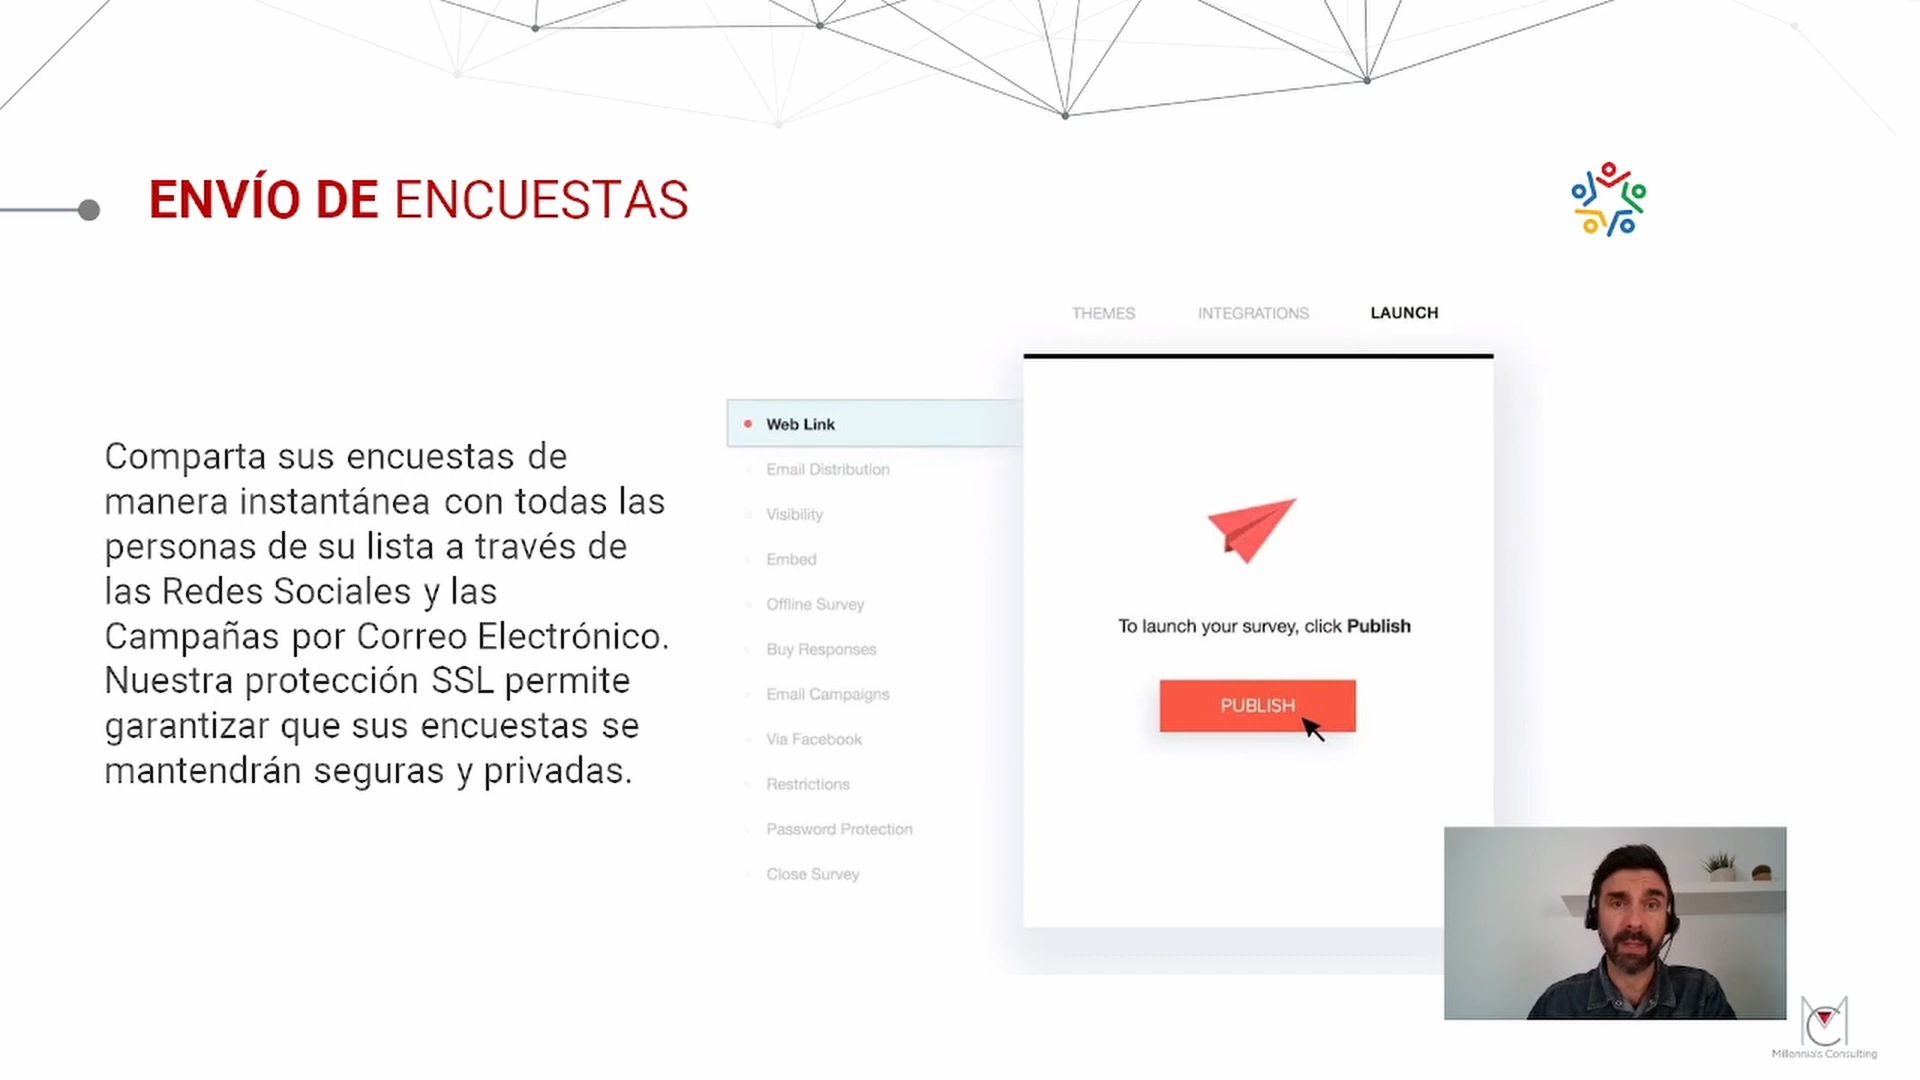 ENVÍO DE ENCUESTAS
Comparta sus encuestas de
manera instantánea con todas las
personas de su lista a través de
las Redes Sociales y las
Campañas por Correo Electrónico.
Nuestra protección SSL permite
garantizar que sus encuestas se
mantendrán seguras y privadas.
THEMES INTEGRATIONS LAUNCH
Web Link
Email Distribution
Visibility
Embed
Offline Survey
Buy Responses
Email Campaigns
Via Facebook
Restrictions
Password Protection
Close Survey
To launch your survey, click Publish
PUBLISH
Millennials Consulting